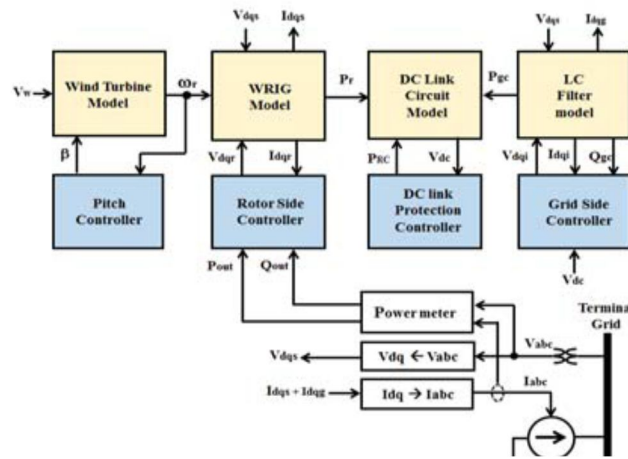 Vdqs
Idqs
Vdqs
Idqg
Vw
Wind Turbine
Model
ωr
WRIG
Model
Pr
DC Link
Circuit
Model
Pgc
LC
Filter
model
β
Vdqr
Idqr
PRC
Vdc
Vdqi
Idqi
Qgc
Pitch
Controller
Rotor Side
Controller
DC link
Protection
Controller
Grid Side
Controller
Pout
Qout
Vdc
Power meter
Terminal
Grid
Vabc
Vdqs
Vdq ← Vabc
Idqs + Idqg
Idq → Iabc
Iabc